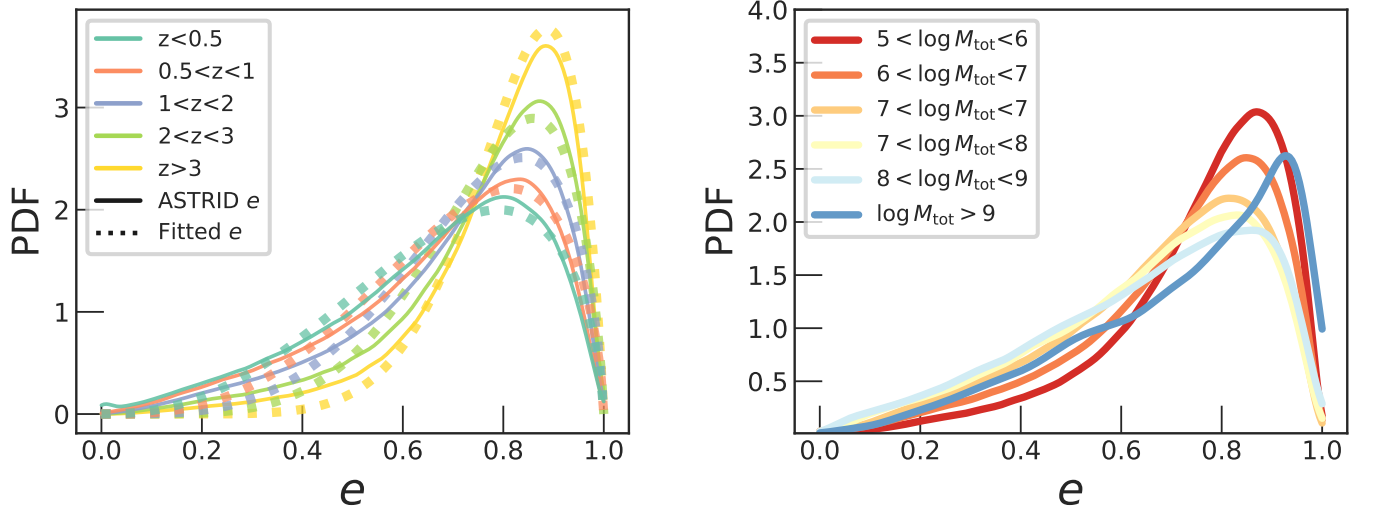 PDF
3
2
1
0
z<0.5
0.5<z<1
1<z<2
2<z<3
z>3
ASTRID e
Fitted e
0.0 0.2 0.4 0.6 0.8 1.0
e
PDF
4.0
3.5
3.0
2.5
2.0
1.5
1.0
0.5
5 < log M_tot < 6
6 < log M_tot < 7
7 < log M_tot < 7
7 < log M_tot < 8
8 < log M_tot < 9
log M_tot > 9
0.0 0.2 0.4 0.6 0.8 1.0
e